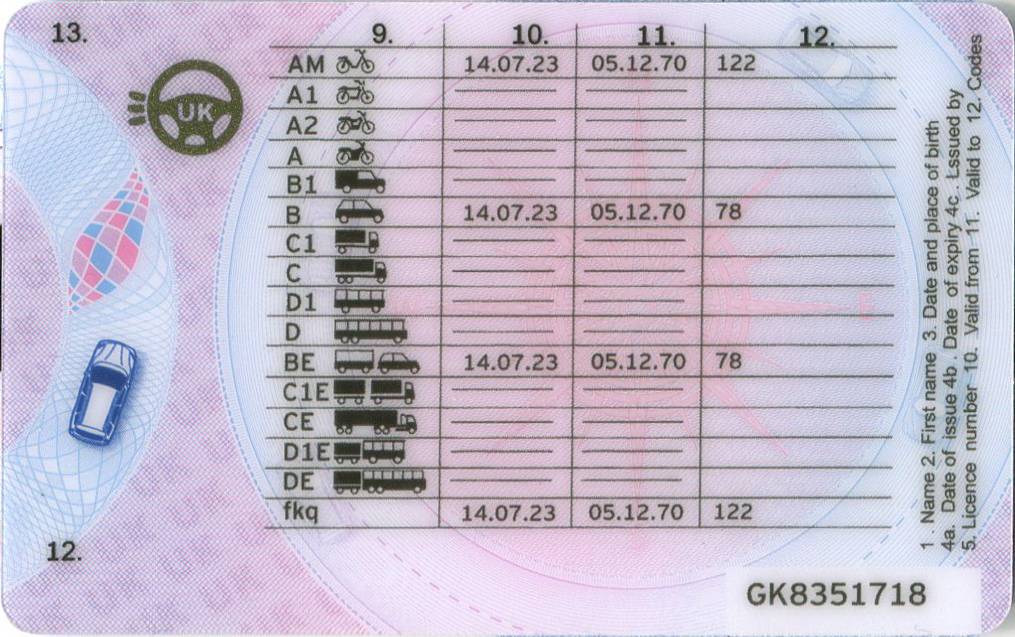 13.
9. 10. 11. 12.
UK
AM 14.07.23 05.12.70 122
A1
A2
A
B1
B 14.07.23 05.12.70 78
C1
C
D1
D
BE 14.07.23 05.12.70 78
C1E
CE
D1E
DE
fkq 14.07.23 05.12.70 122
12.
1 . Name 2. First name 3. Date and place of birth
4a. Date of issue 4b . Date of expiry 4c.. Lssued by
5. Licence number 10. Valid from 11. Valid to 12. Codes
GK8351718